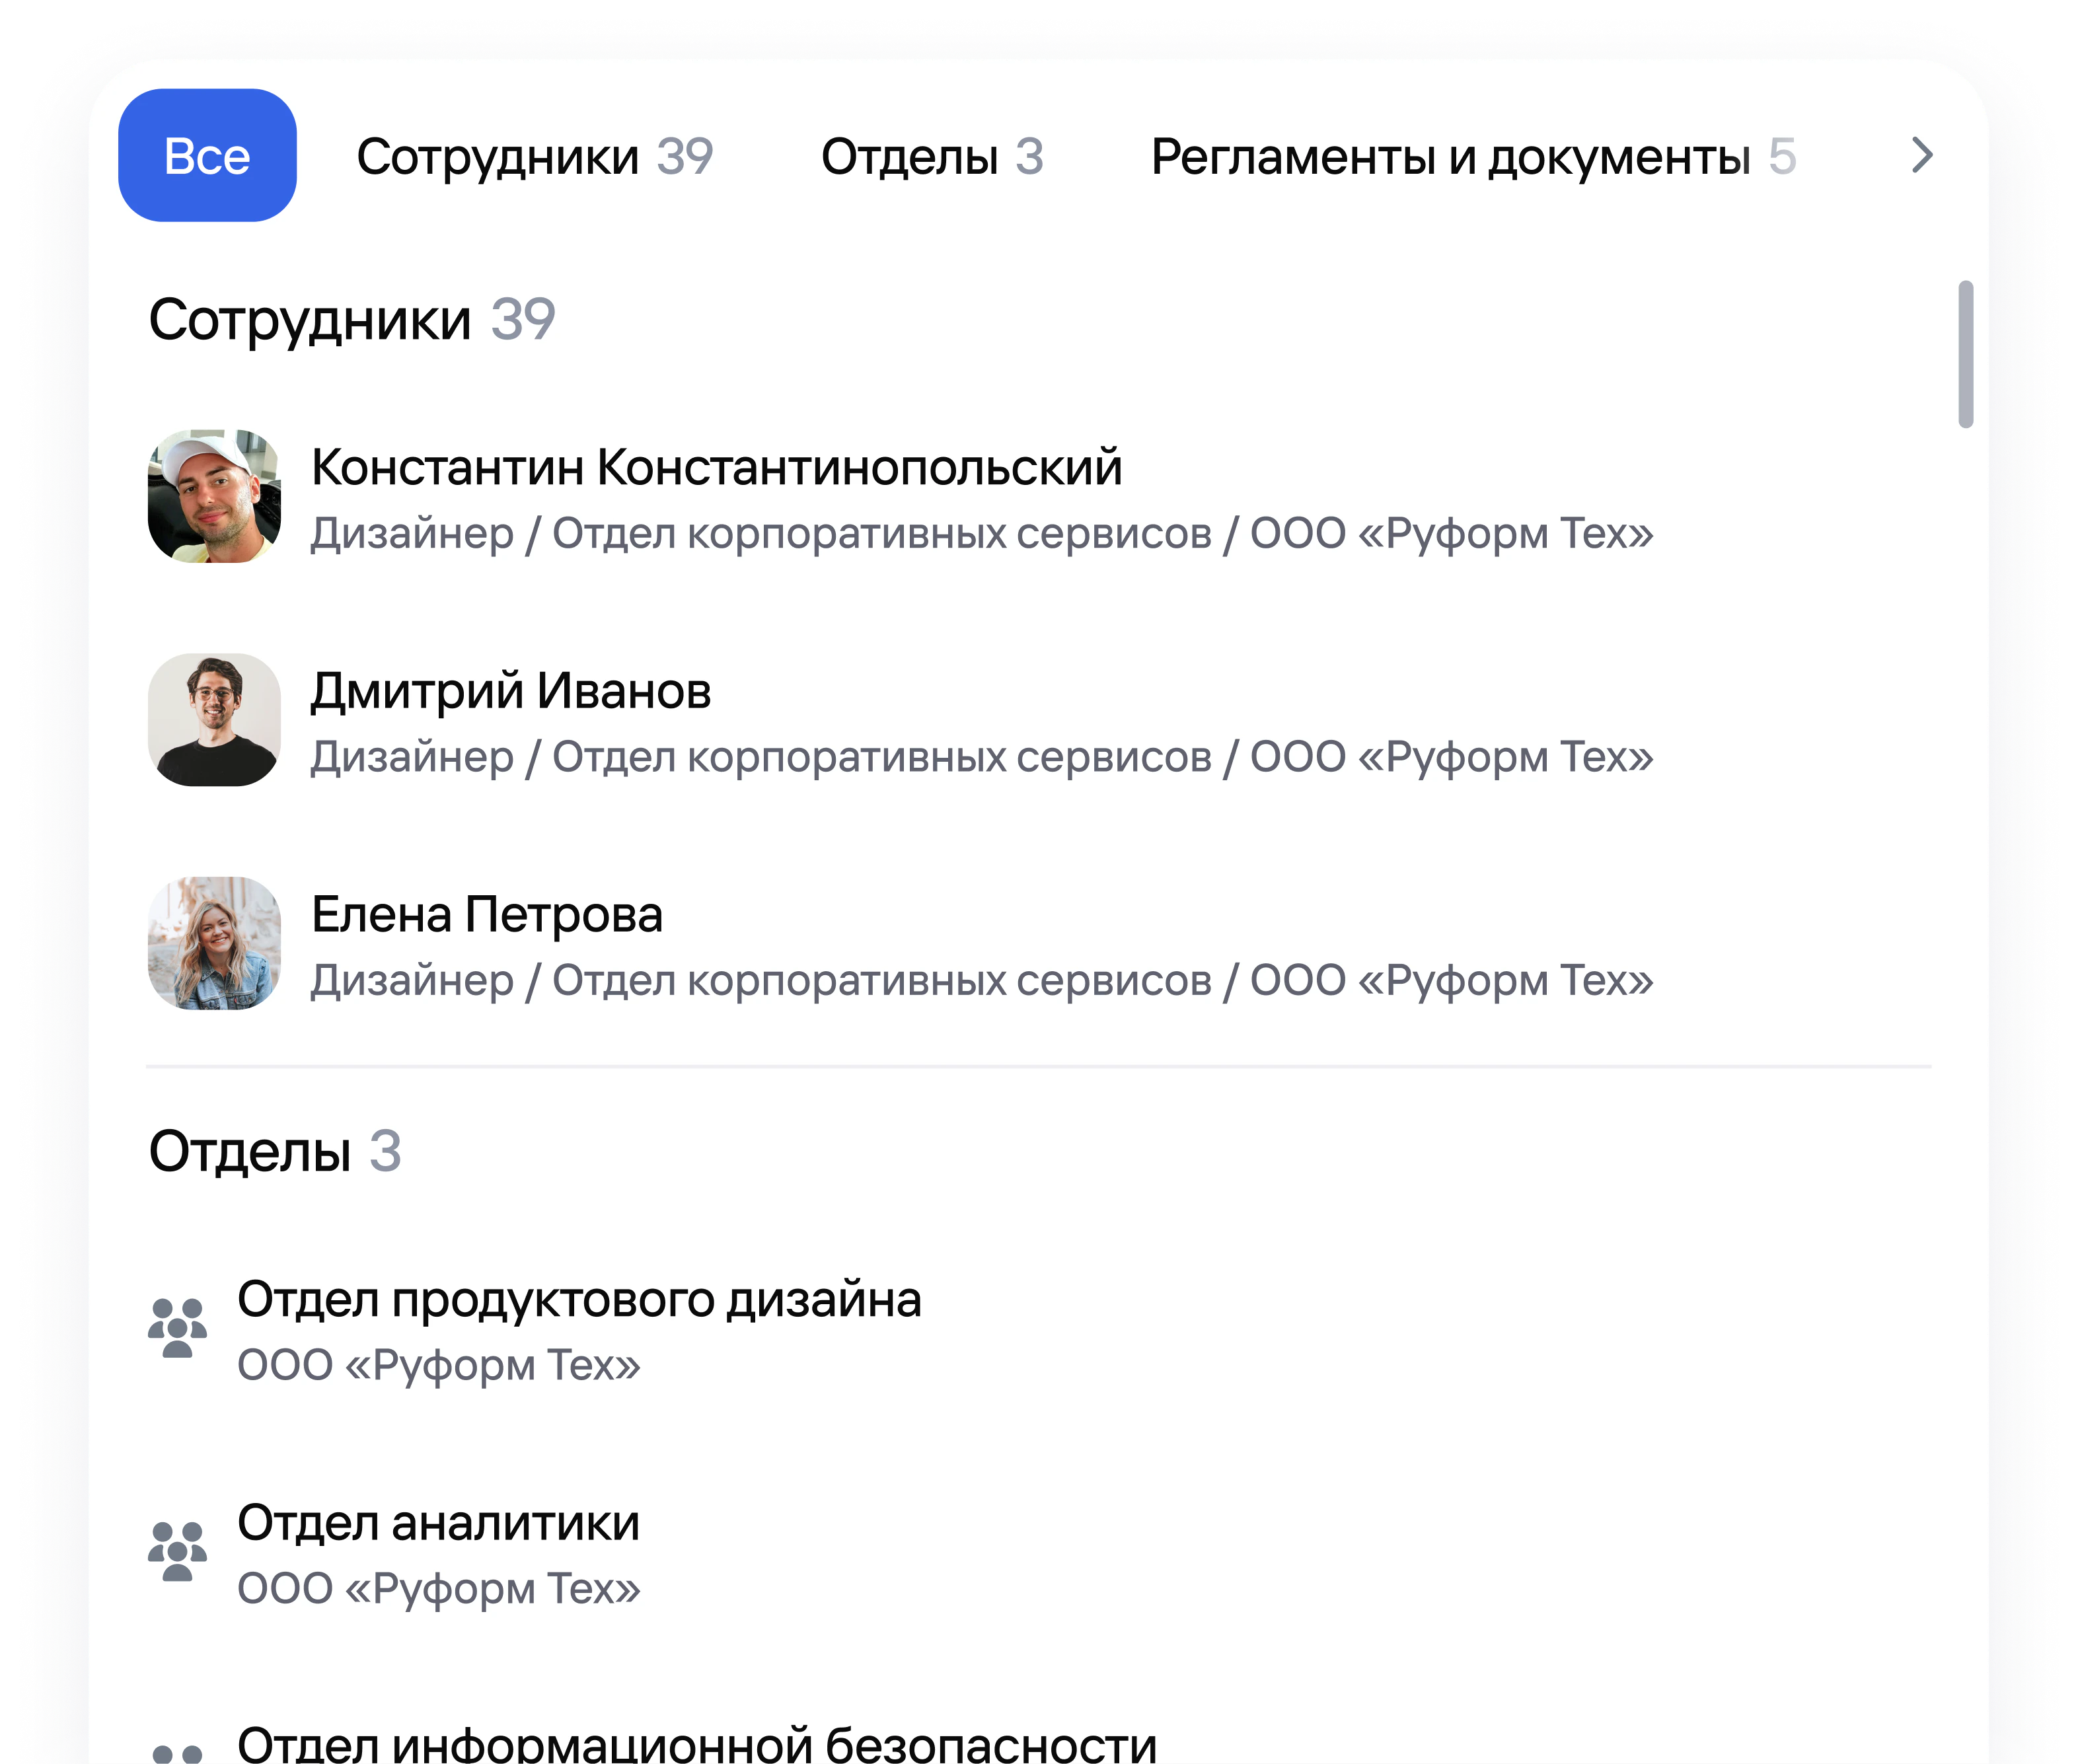 Все Сотрудники 39 Отделы 3 Регламенты и документы 5
Сотрудники 39
Константин Константинопольский
Дизайнер / Отдел корпоративных сервисов / ООО «Руформ Тех»
Дмитрий Иванов
Дизайнер / Отдел корпоративных сервисов / ООО «Руформ Тех»
Елена Петрова
Дизайнер / Отдел корпоративных сервисов / ООО «Руформ Тех»
Отделы 3
Отдел продуктового дизайна
ООО «Руформ Тех»
Отдел аналитики
ООО «Руформ Тех»
Отдел информационной безопасности